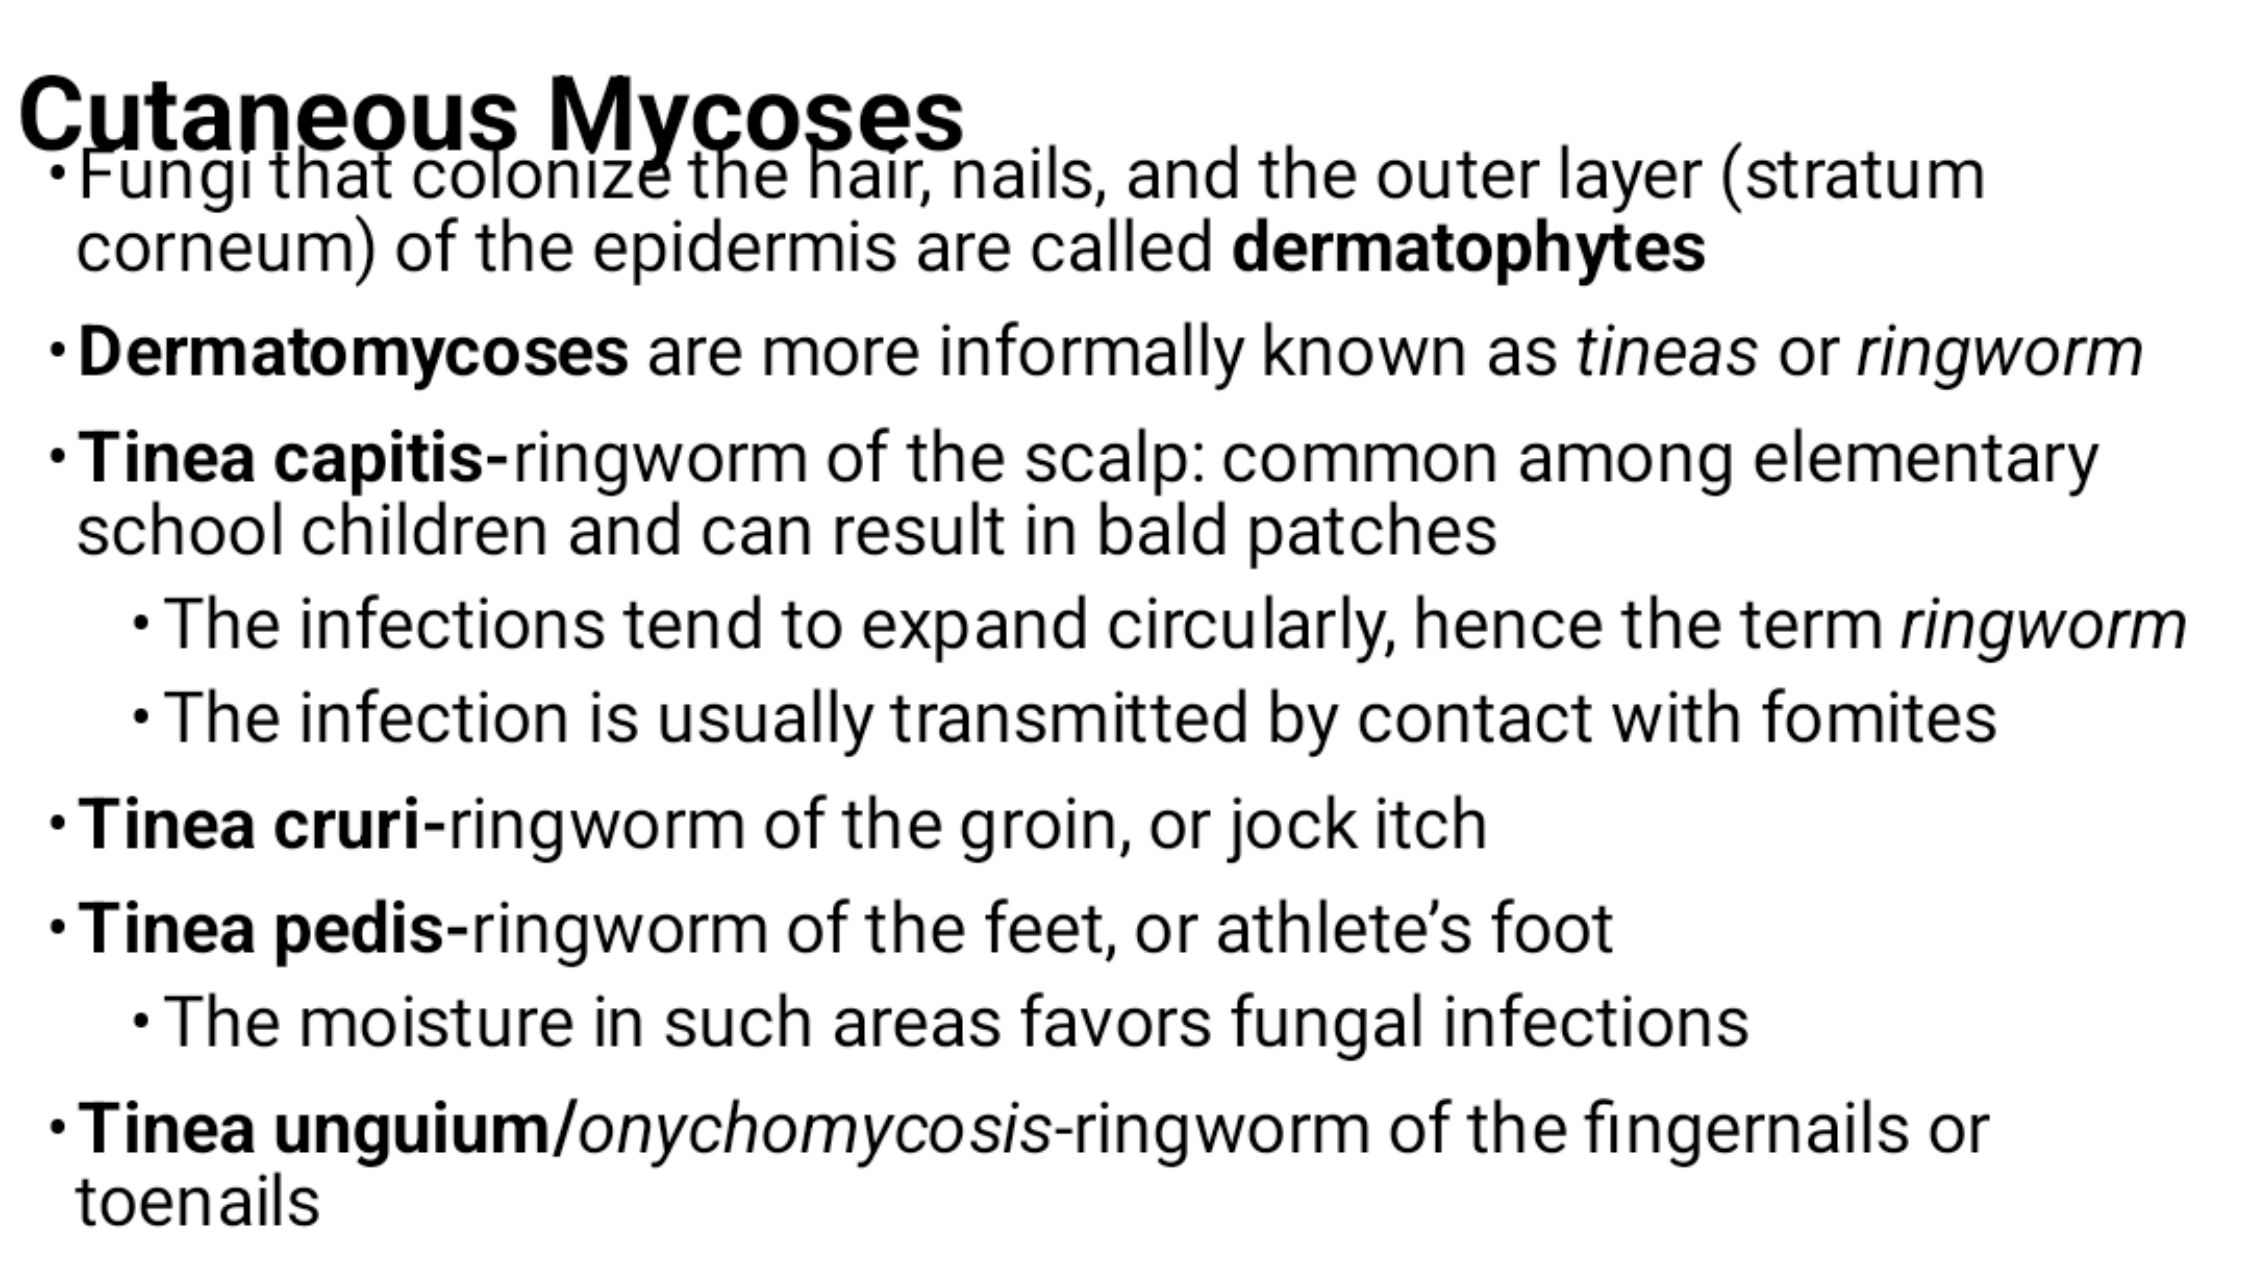 Cutaneous Mycoses
• Fungi that colonize the hair, nails, and the outer layer (stratum
corneum) of the epidermis are called dermatophytes
• Dermatomycoses are more informally known as tineas or ringworm
• Tinea capitis-ringworm of the scalp: common among elementary
school children and can result in bald patches
• The infections tend to expand circularly, hence the term ringworm
• The infection is usually transmitted by contact with fomites
• Tinea cruri-ringworm of the groin, or jock itch
• Tinea pedis-ringworm of the feet, or athlete’s foot
• The moisture in such areas favors fungal infections
• Tinea unguium/onychomycosis-ringworm of the fingernails or
toenails